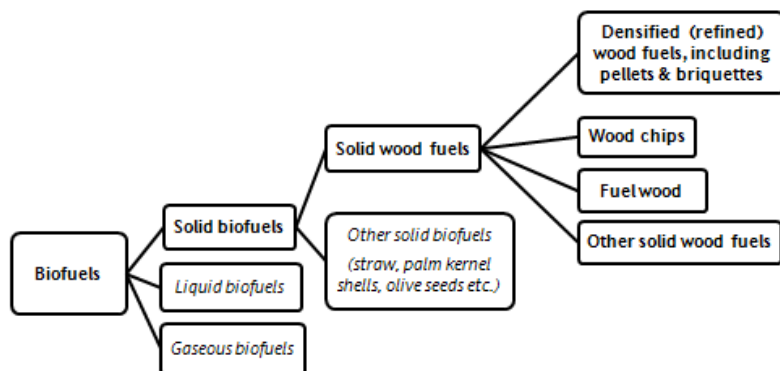 Densified (refined)
wood fuels, including
pellets & briquettes
Solid wood fuels
Wood chips
Fuel wood
Other solid wood fuels
Solid biofuels
Other solid biofuels
(straw, palm kernel
shells, olive seeds etc.)
Biofuels
Liquid biofuels
Gaseous biofuels